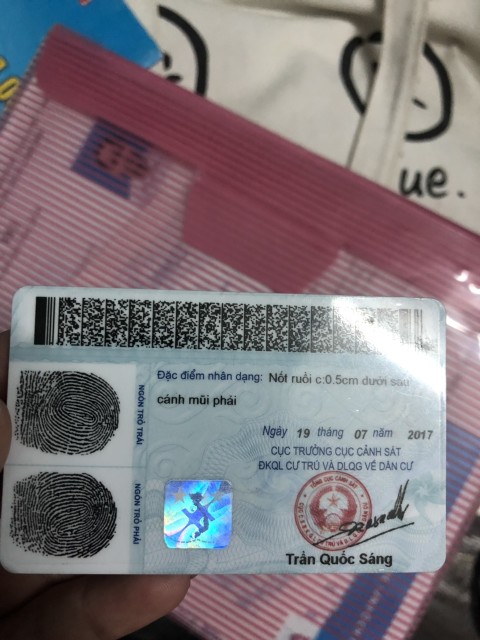 ue.
Đặc điểm nhân dạng: Nốt ruồi c:0.5cm dưới sau
cánh mũi phải
NGÓN TRỎ TRÁI
Ngày 19 tháng 07 năm 2017
CỤC TRƯỞNG CỤC CẢNH SÁT
ĐKQL CƯ TRÚ VÀ DLQG VỀ DÂN CƯ
NGÓN TRỎ PHẢI
Trần Quốc Sáng